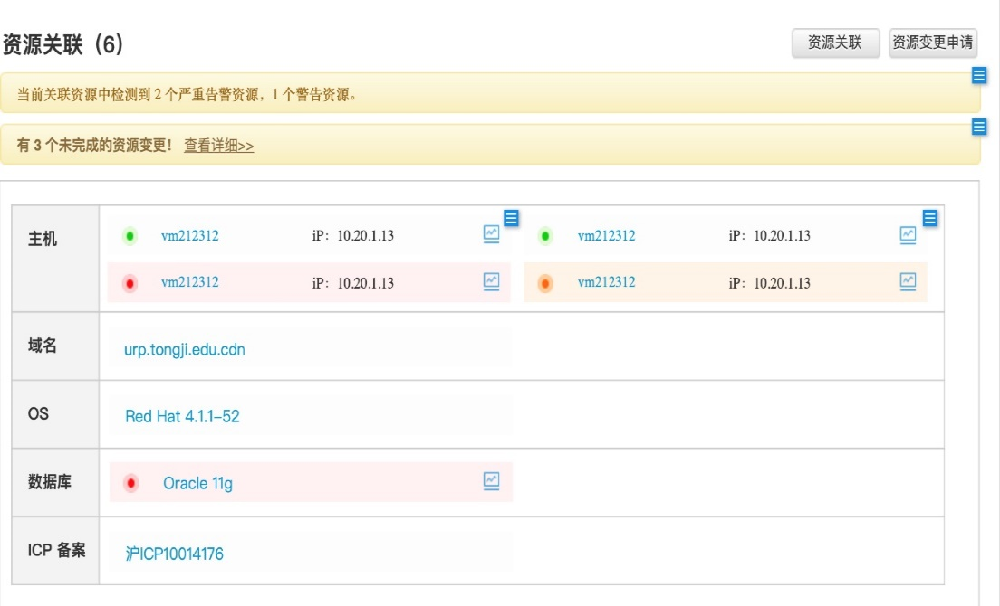 资源关联（6）
资源关联 资源变更申请
当前关联资源中检测到 2 个严重告警资源，1 个警告资源。
有 3 个未完成的资源变更！ 查看详细>>
主机 vm212312 iP： 10.20.1.13 vm212312 iP： 10.20.1.13
vm212312 iP： 10.20.1.13 vm212312 iP： 10.20.1.13
域名 urp.tongji.edu.cdn
OS Red Hat 4.1.1–52
数据库 Oracle 11g
ICP 备案 沪ICP10014176